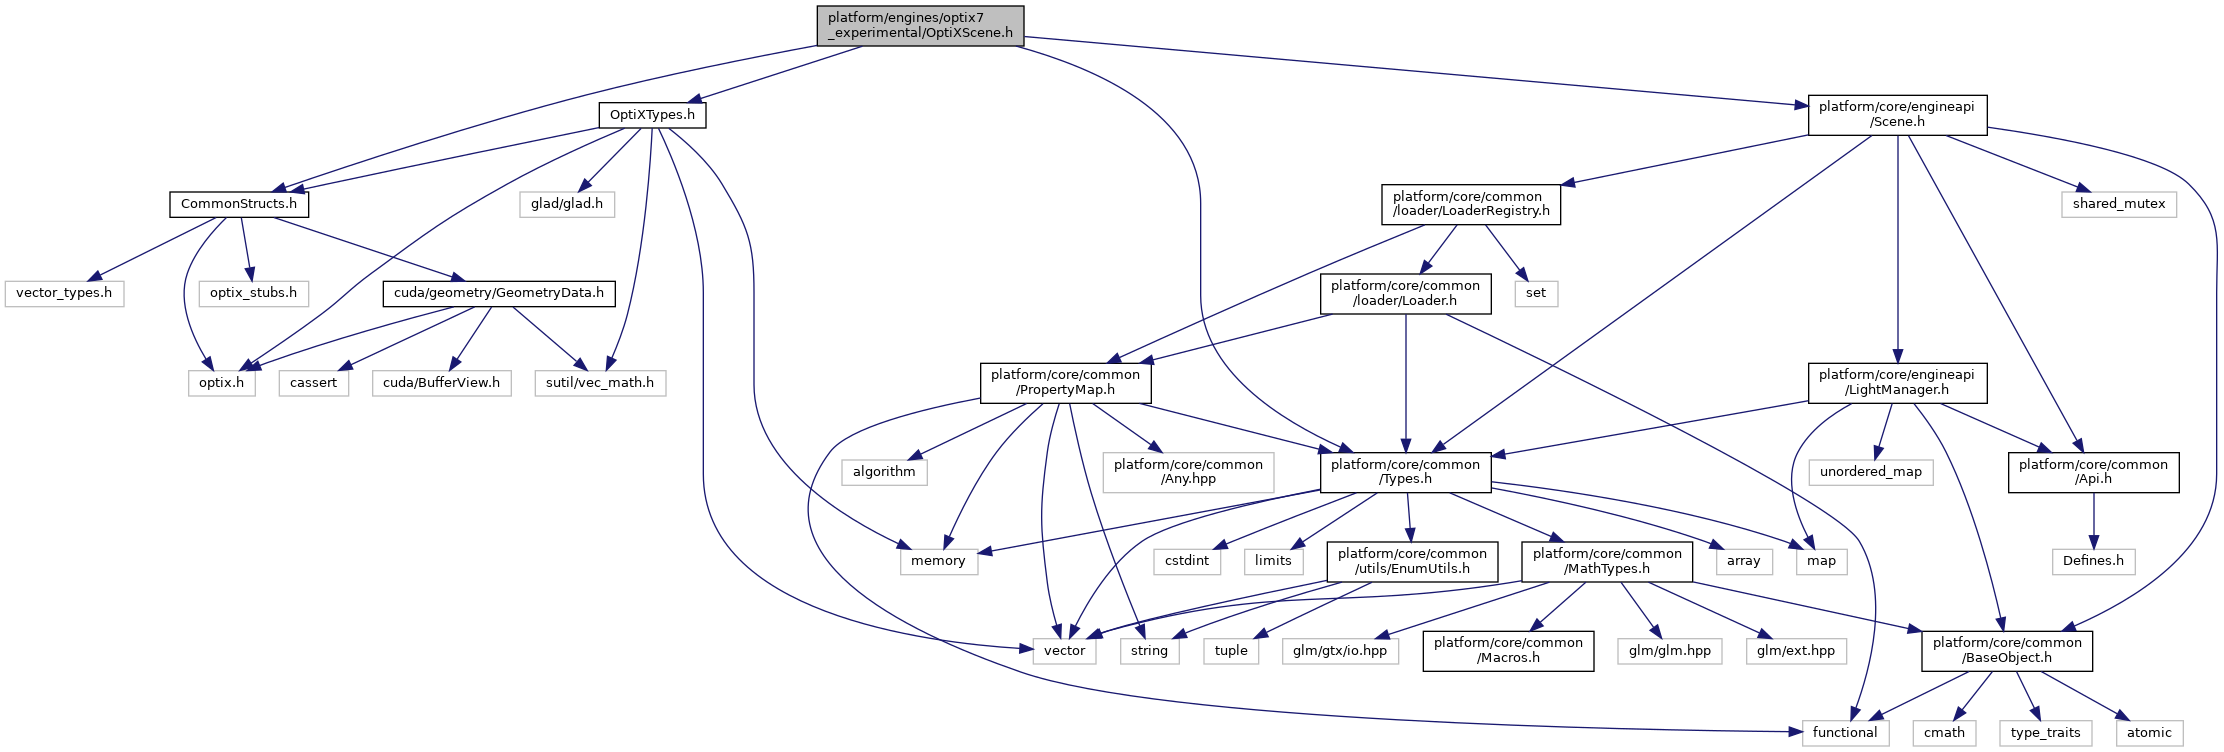 platform/engines/optix7
_experimental/OptiXScene.h
OptiXTypes.h
platform/core/engineapi
/Scene.h
CommonStructs.h
glad/glad.h
platform/core/common
/loader/LoaderRegistry.h
shared_mutex
vector_types.h
optix_stubs.h
cuda/geometry/GeometryData.h
platform/core/common
/loader/Loader.h
set
optix.h
cassert
cuda/BufferView.h
sutil/vec_math.h
platform/core/common
/PropertyMap.h
platform/core/engineapi
/LightManager.h
algorithm
platform/core/common
/Any.hpp
platform/core/common
/Types.h
unordered_map
platform/core/common
/Api.h
memory
cstdint
limits
platform/core/common
/utils/EnumUtils.h
platform/core/common
/MathTypes.h
array
map
Defines.h
vector
string
tuple
glm/gtx/io.hpp
platform/core/common
/Macros.h
glm/glm.hpp
glm/ext.hpp
platform/core/common
/BaseObject.h
functional
cmath
type_traits
atomic